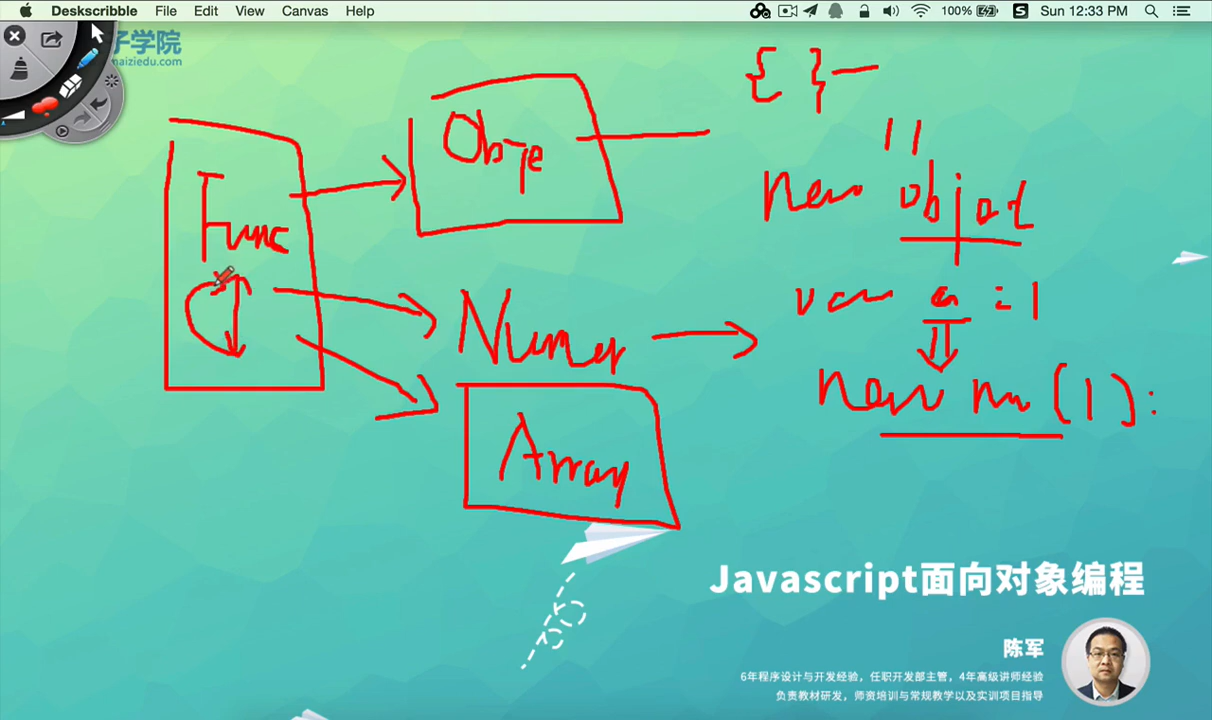 Deskscribble File Edit View Canvas Help 100% S Sun 12:33 PM
子学院
maiziedu.com
{ }
Obje
new object
Func
var a = 1
Numer
new nu (1):
Array
Javascript面向对象编程
陈军
6年程序设计与开发经验，任职开发部主管，4年高级讲师经验
负责教材研发，师资培训与常规教学以及实训项目指导